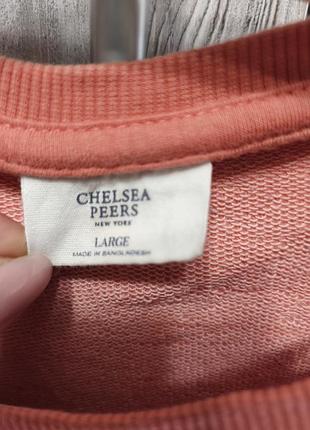 CHELSEA
PEERS
NEW YORK
LARGE
MADE IN BANGLADESH